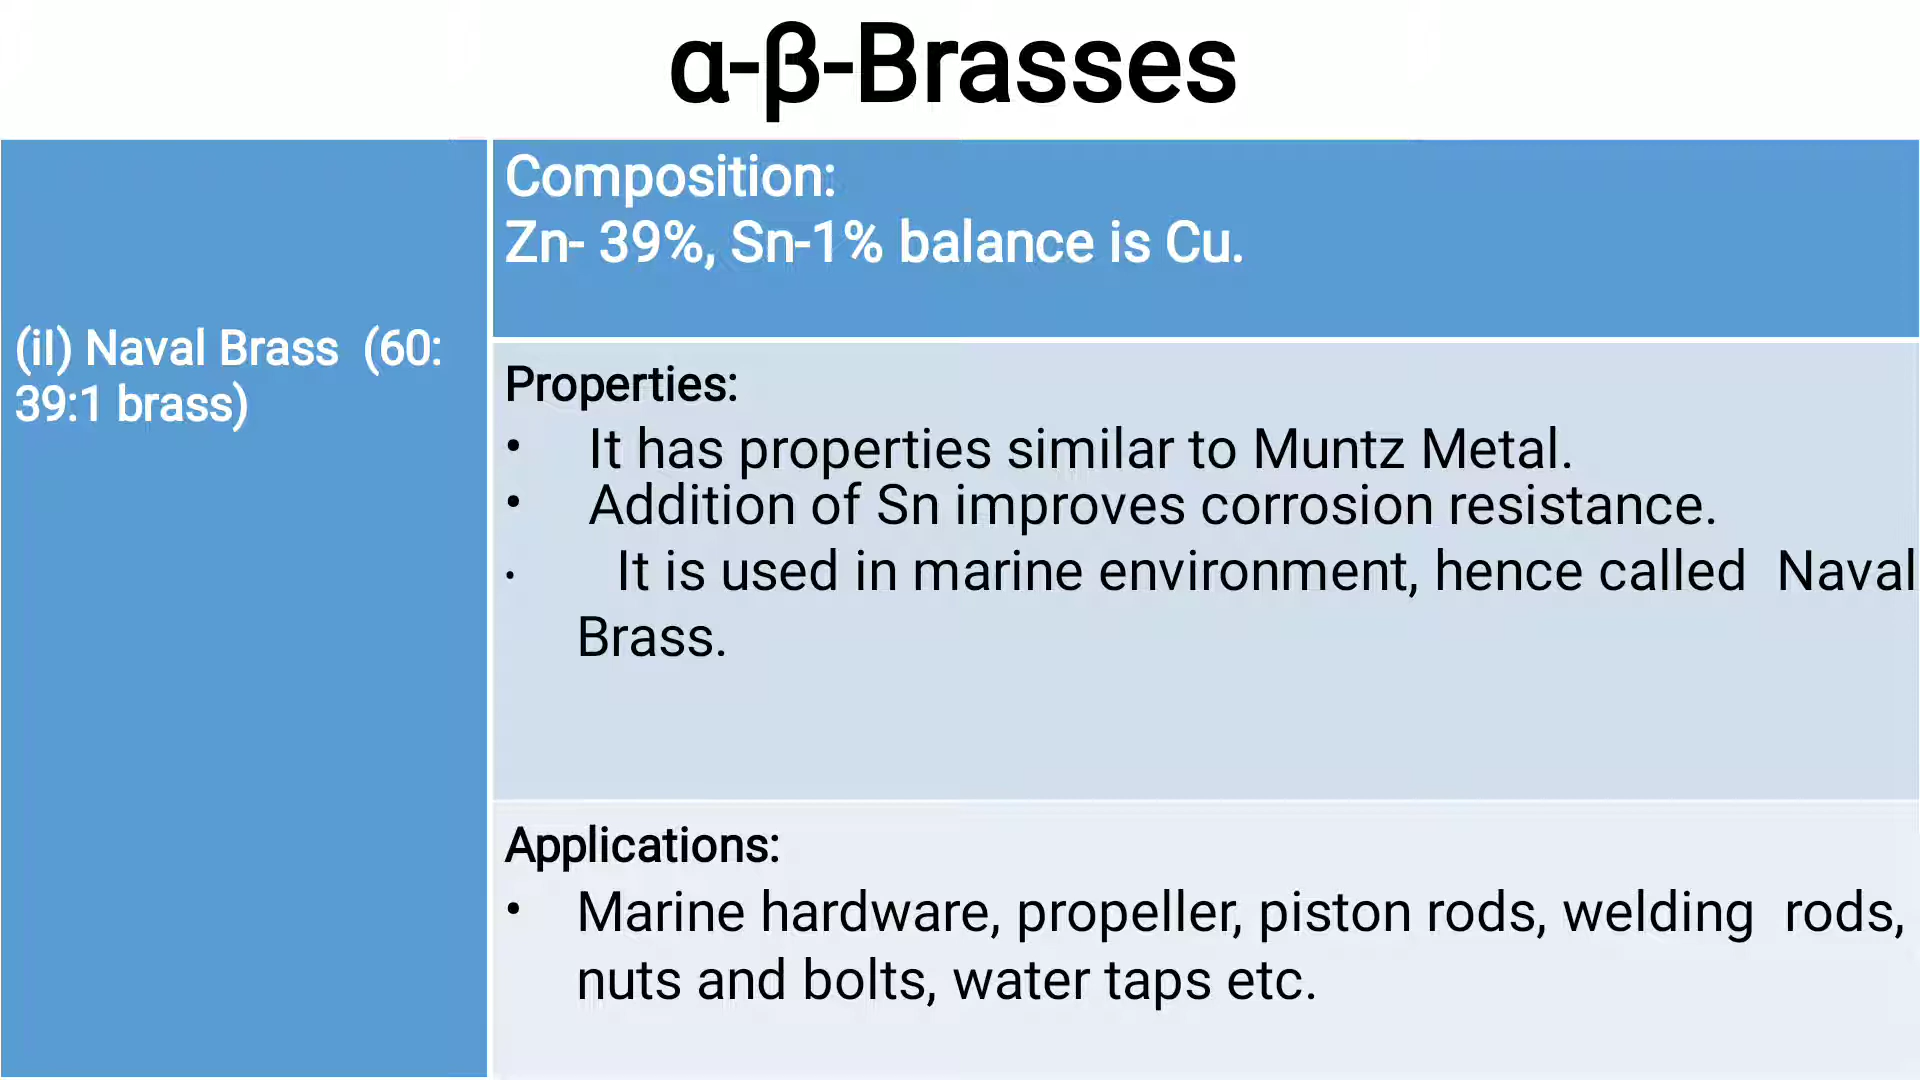 α-β-Brasses
Composition:
Zn- 39%, Sn-1% balance is Cu.
(iI) Naval Brass (60:
39:1 brass)
Properties:
• It has properties similar to Muntz Metal.
• Addition of Sn improves corrosion resistance.
• It is used in marine environment, hence called Naval
Brass.
Applications:
• Marine hardware, propeller, piston rods, welding rods,
nuts and bolts, water taps etc.